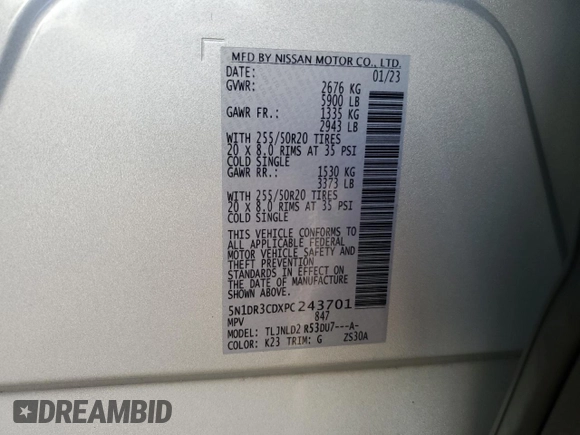 MFD BY NISSAN MOTOR CO., LTD.
DATE: 01/23
GVWR: 2676 KG
5900 LB
GAWR FR.: 1335 KG
2943 LB
WITH 255/50R20 TIRES
20 X 8.0 RIMS AT 35 PSI
COLD SINGLE
GAWR RR.: 1530 KG
3373 LB
WITH 255/50R20 TIRES
20 X 8.0 RIMS AT 35 PSI
COLD SINGLE
THIS VEHICLE CONFORMS TO
ALL APPLICABLE FEDERAL
MOTOR VEHICLE SAFETY AND
THEFT PREVENTION
STANDARDS IN EFFECT ON
THE DATE OF MANUFACTURE
SHOWN ABOVE.
5N1DR3CDXPC243701
MPV 847
MODEL: TLJNLD2 R53DU7---A-
COLOR: K23 TRIM: G ZS30A
DREAMBID